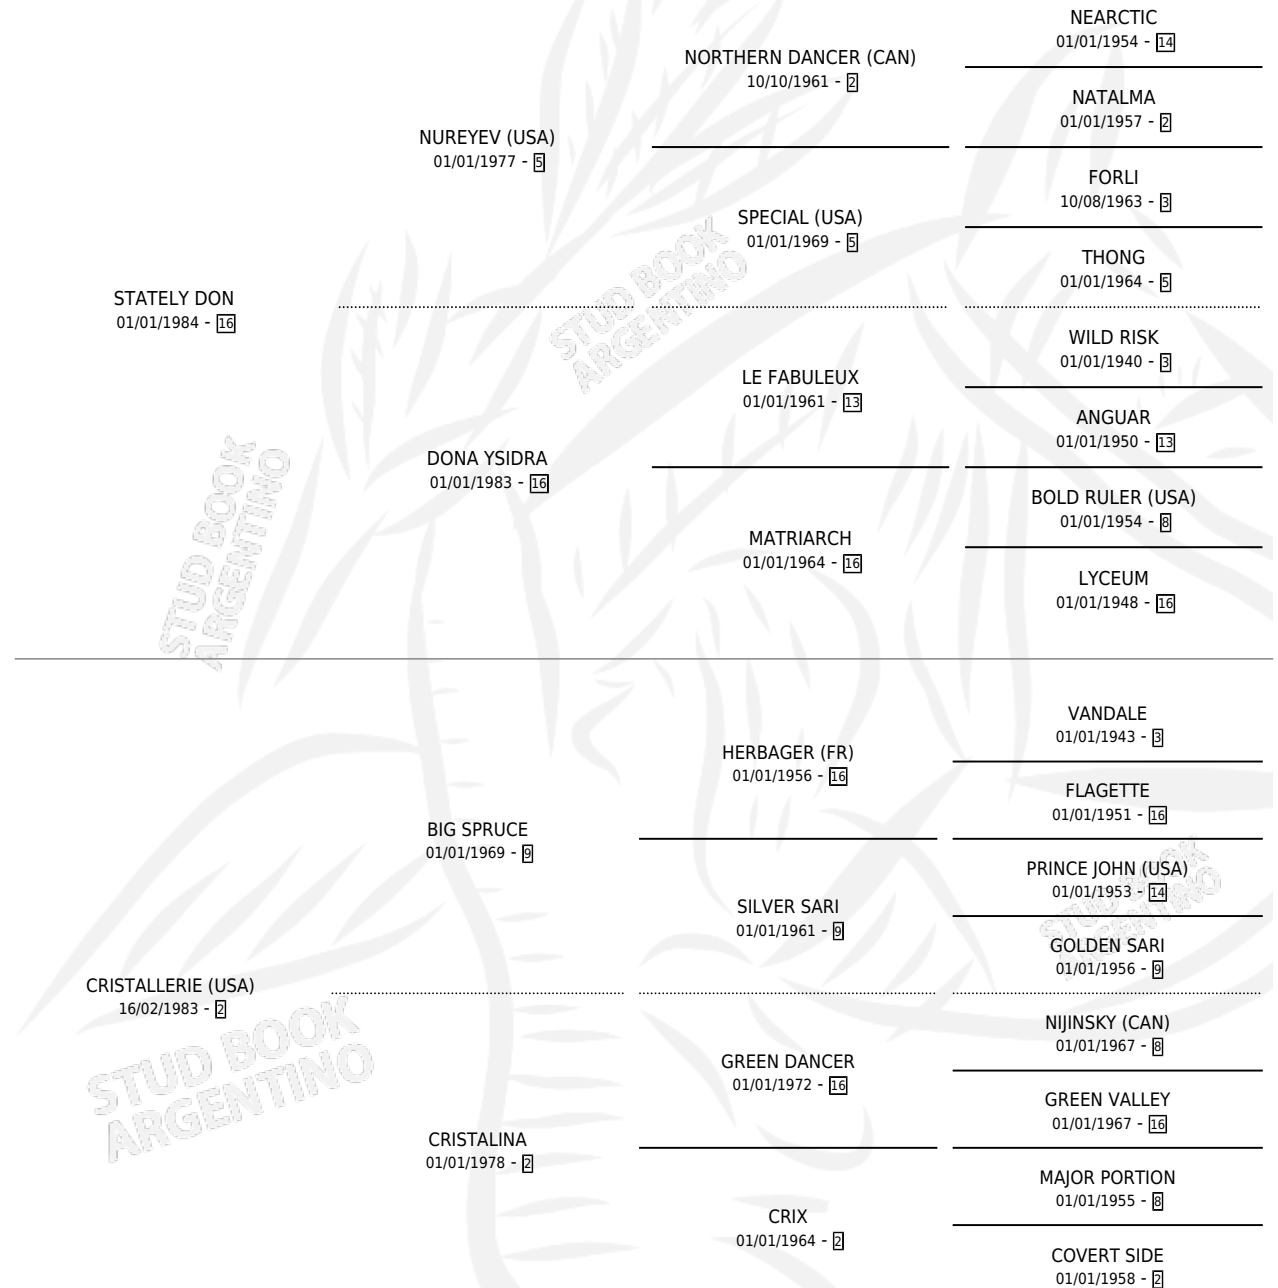 NEARCTIC
01/01/1954 - 14
NORTHERN DANCER (CAN)
10/10/1961 - 2
NATALMA
01/01/1957 - 2
NUREYEV (USA)
01/01/1977 - 5
FORLI
10/08/1963 - 3
SPECIAL (USA)
01/01/1969 - 5
THONG
01/01/1964 - 5
STATELY DON
01/01/1984 - 16
STUD BOOK
ARGENTINO
WILD RISK
01/01/1940 - 3
LE FABULEUX
01/01/1961 - 13
ANGUAR
01/01/1950 - 13
DONA YSIDRA
01/01/1983 - 16
BOLD RULER (USA)
01/01/1954 - 8
MATRIARCH
01/01/1964 - 16
LYCEUM
01/01/1948 - 16
STUD BOOK
ARGENTINO
VANDALE
01/01/1943 - 3
HERBAGER (FR)
01/01/1956 - 16
FLAGETTE
01/01/1951 - 16
BIG SPRUCE
01/01/1969 - 9
PRINCE JOHN (USA)
01/01/1953 - 14
SILVER SARI
01/01/1961 - 9
STUD BOOK
ARGENTINO
GOLDEN SARI
01/01/1956 - 9
CRISTALLERIE (USA)
16/02/1983 - 2
NIJINSKY (CAN)
01/01/1967 - 8
GREEN DANCER
01/01/1972 - 16
GREEN VALLEY
01/01/1967 - 16
STUD BOOK
ARGENTINO
CRISTALINA
01/01/1978 - 2
MAJOR PORTION
01/01/1955 - 8
CRIX
01/01/1964 - 2
COVERT SIDE
01/01/1958 - 2